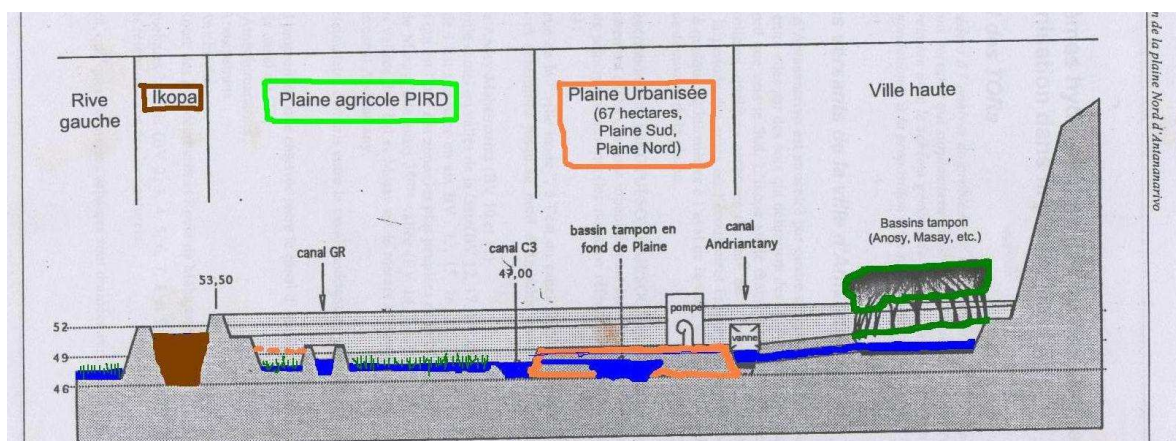 Rive
gauche
Ikopa
Plaine agricole PIRD
Plaine Urbanisée
(67 hectares,
Plaine Sud,
Plaine Nord)
Ville haute
n de la plaine Nord d'Antananarivo
53,50
canal GR
canal C3
47,00
bassin tampon en
fond de Plaine
canal
Andriantany
Bassins tampon
(Anosy, Masay, etc.)
pompe
vanne
52
49
46